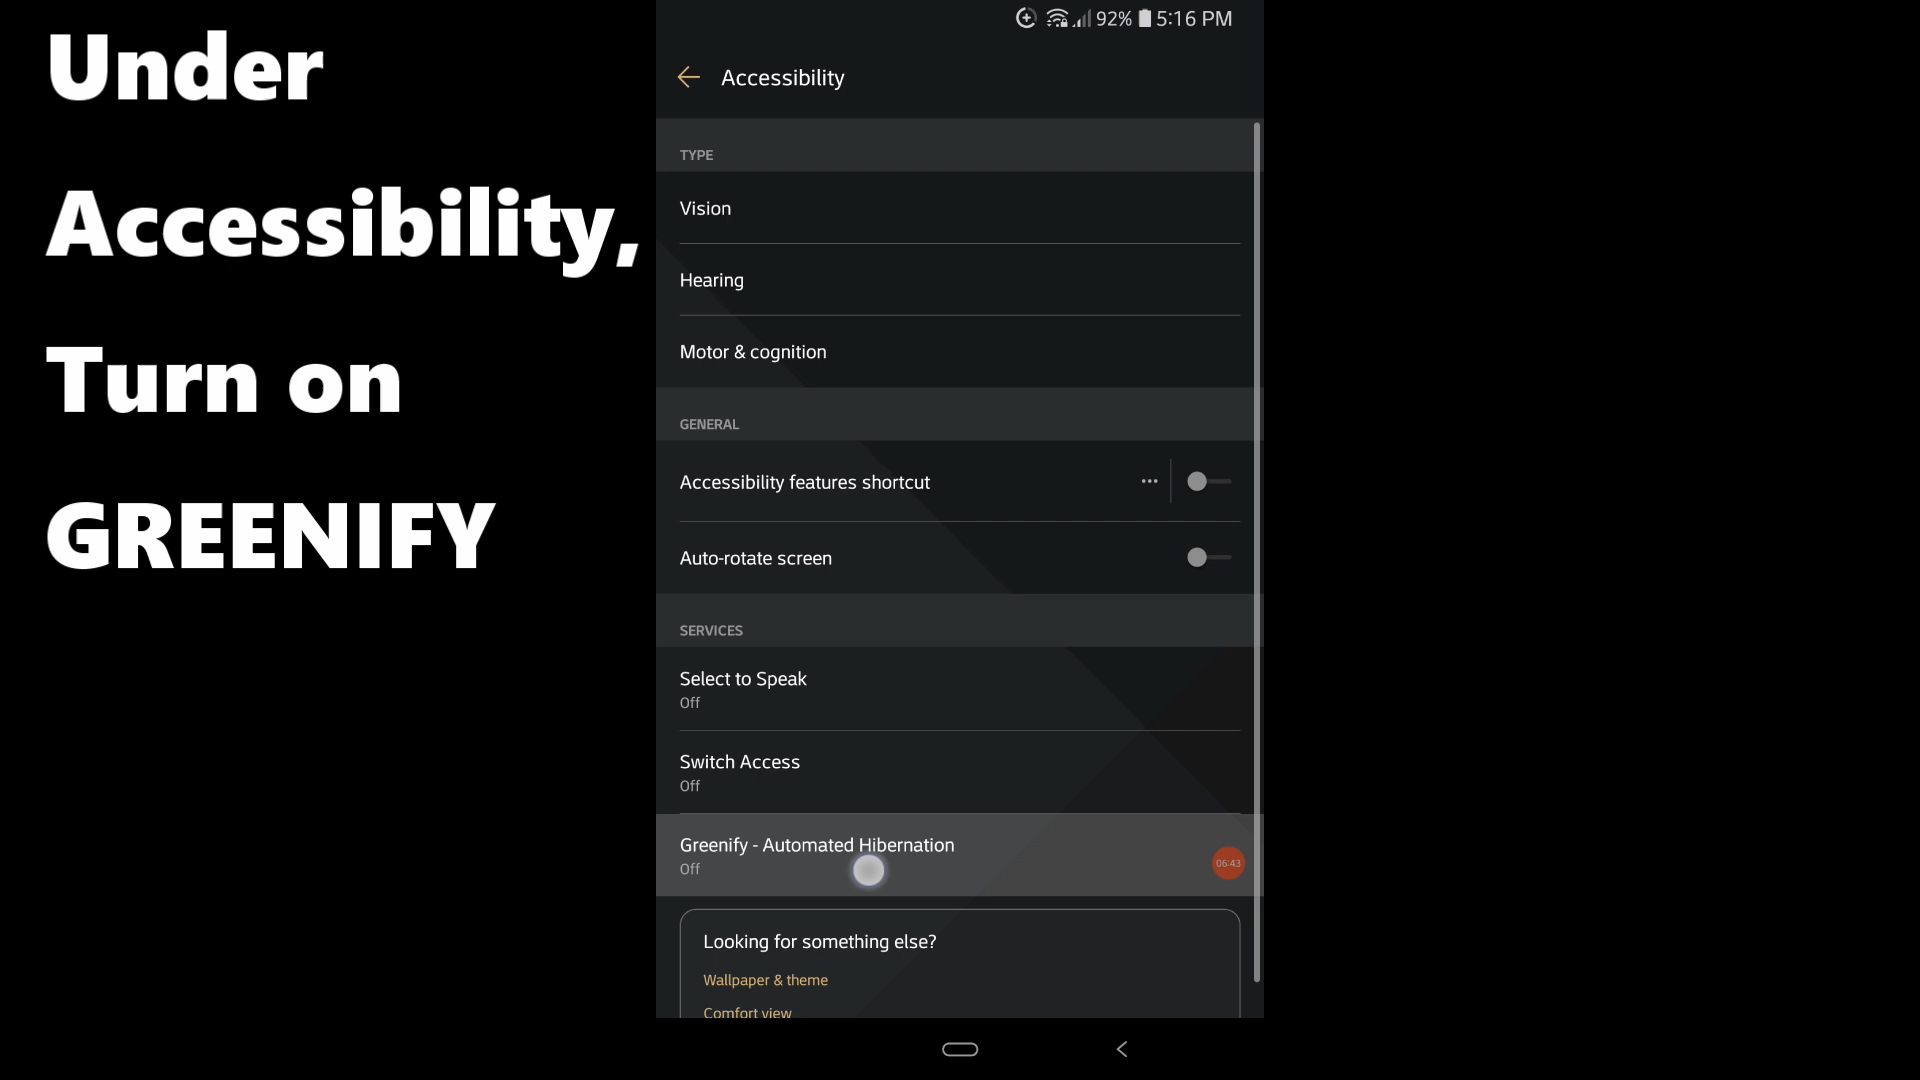 Under
Accessibility,
Turn on
GREENIFY
92% 5:16 PM
Accessibility
TYPE
Vision
Hearing
Motor & cognition
GENERAL
Accessibility features shortcut
Auto-rotate screen
SERVICES
Select to Speak
Off
Switch Access
Off
Greenify - Automated Hibernation
Off
06:43
Looking for something else?
Wallpaper & theme
Comfort view